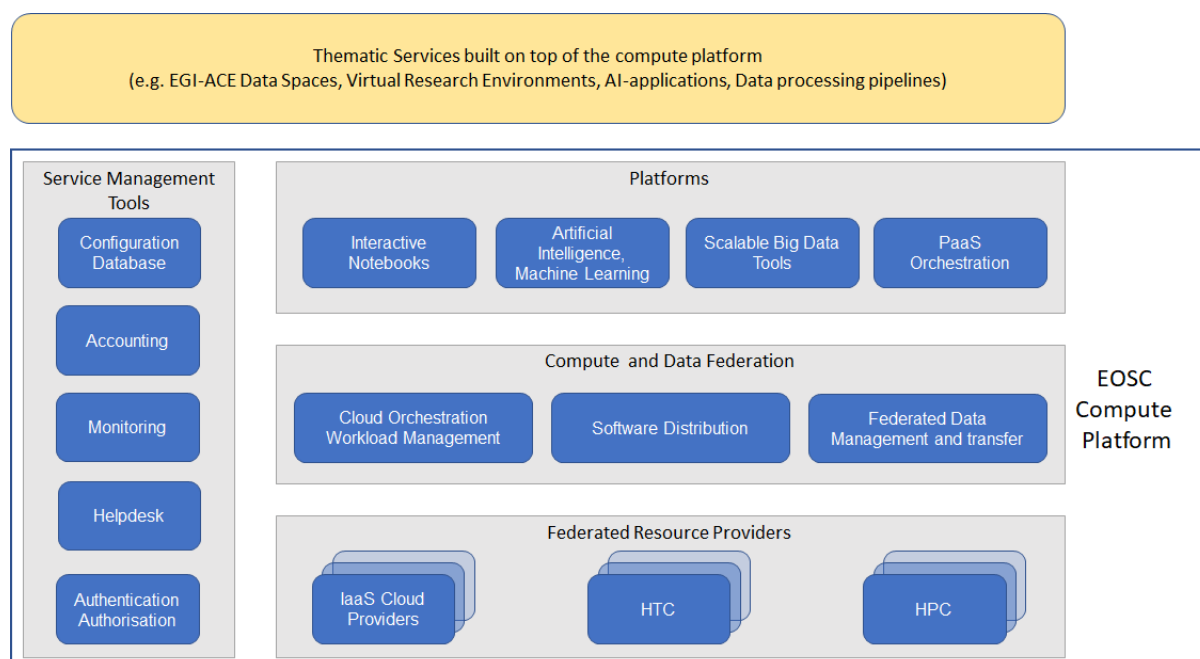 Thematic Services built on top of the compute platform
(e.g. EGI-ACE Data Spaces, Virtual Research Environments, AI-applications, Data processing pipelines)
Service Management
Tools
Configuration
Database
Accounting
Monitoring
Helpdesk
Authentication
Authorisation
Platforms
Interactive
Notebooks
Artificial
Intelligence,
Machine Learning
Scalable Big Data
Tools
PaaS
Orchestration
Compute and Data Federation
Cloud Orchestration
Workload Management
Software Distribution
Federated Data
Management and transfer
Federated Resource Providers
IaaS Cloud
Providers
HTC
HPC
EOSC
Compute
Platform